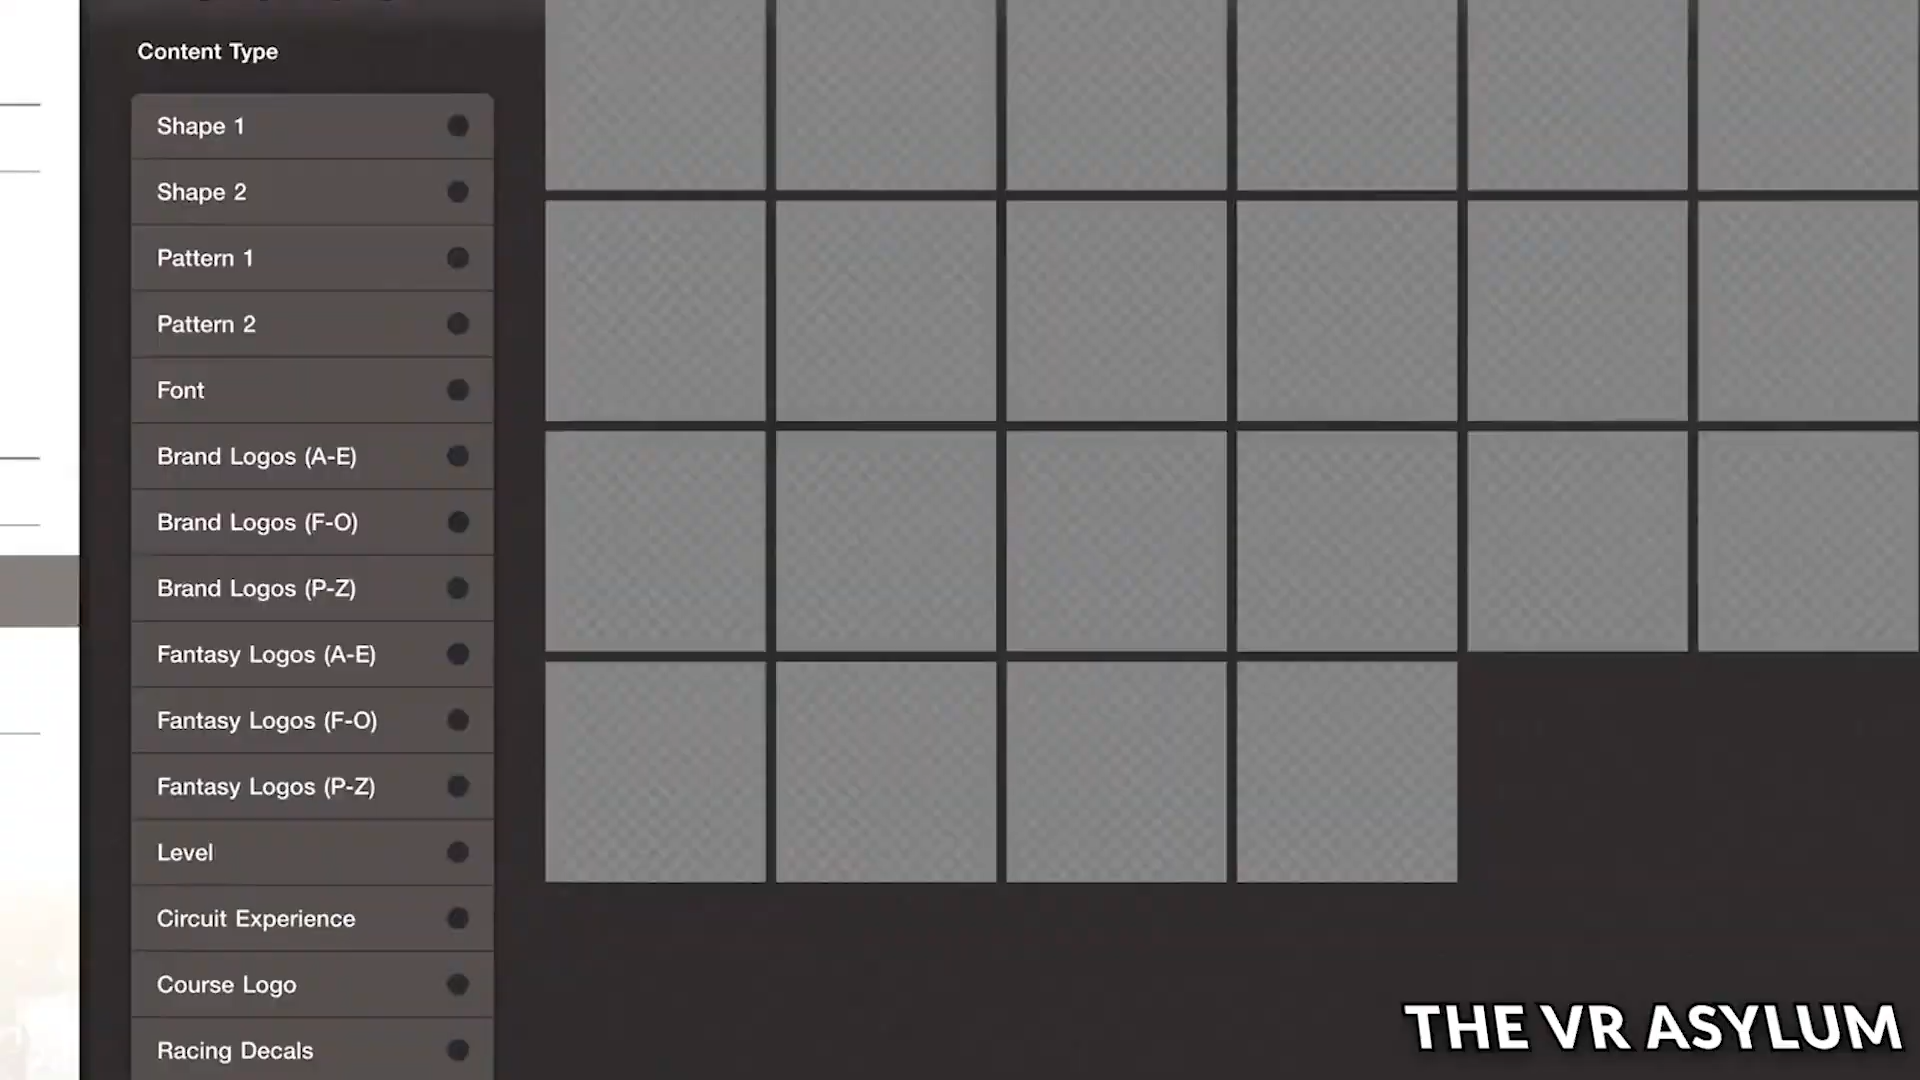 Content Type
Shape 1
Shape 2
Pattern 1
Pattern 2
Font
Brand Logos (A-E)
Brand Logos (F-O)
Brand Logos (P-Z)
Fantasy Logos (A-E)
Fantasy Logos (F-O)
Fantasy Logos (P-Z)
Level
Circuit Experience
Course Logo
Racing Decals
THE VR ASYLUM